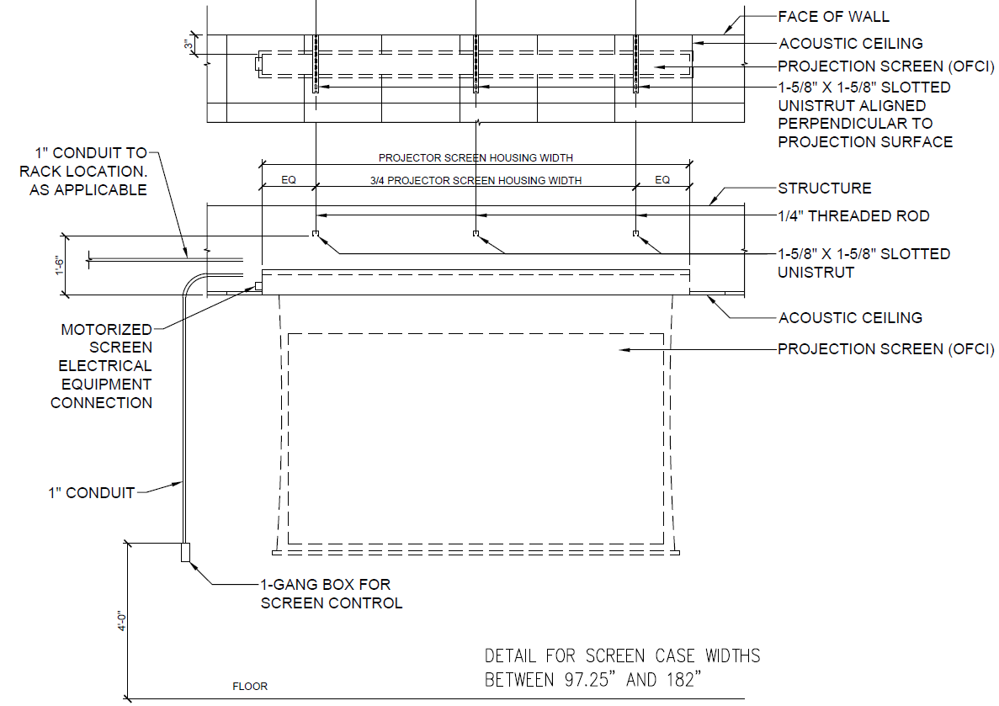 FACE OF WALL
ACOUSTIC CEILING
3"
PROJECTION SCREEN (OFCI)
1-5/8" X 1-5/8" SLOTTED
UNISTRUT ALIGNED
PERPENDICULAR TO
PROJECTION SURFACE
1" CONDUIT TO
RACK LOCATION.
AS APPLICABLE
PROJECTOR SCREEN HOUSING WIDTH
EQ
3/4 PROJECTOR SCREEN HOUSING WIDTH
EQ
STRUCTURE
1/4" THREADED ROD
1-5/8" X 1-5/8" SLOTTED
UNISTRUT
1'-6"
ACOUSTIC CEILING
MOTORIZED
SCREEN
ELECTRICAL
EQUIPMENT
CONNECTION
PROJECTION SCREEN (OFCI)
1" CONDUIT
1-GANG BOX FOR
SCREEN CONTROL
4'-0"
DETAIL FOR SCREEN CASE WIDTHS
BETWEEN 97.25" AND 182"
FLOOR